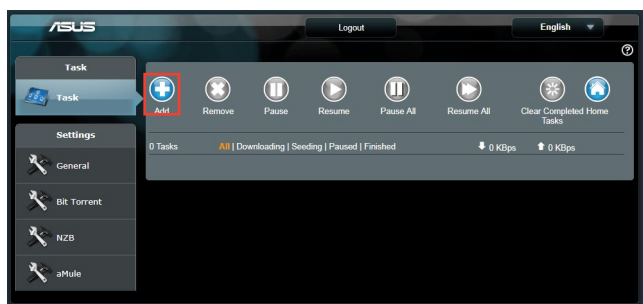 ASUS
Logout
English
?
Task
Task
Add
Remove
Pause
Resume
Pause All
Resume All
Clear Completed
Tasks
Home
Settings
0 Tasks
All | Downloading | Seeding | Paused | Finished
0 KBps
0 KBps
General
Bit Torrent
NZB
aMule